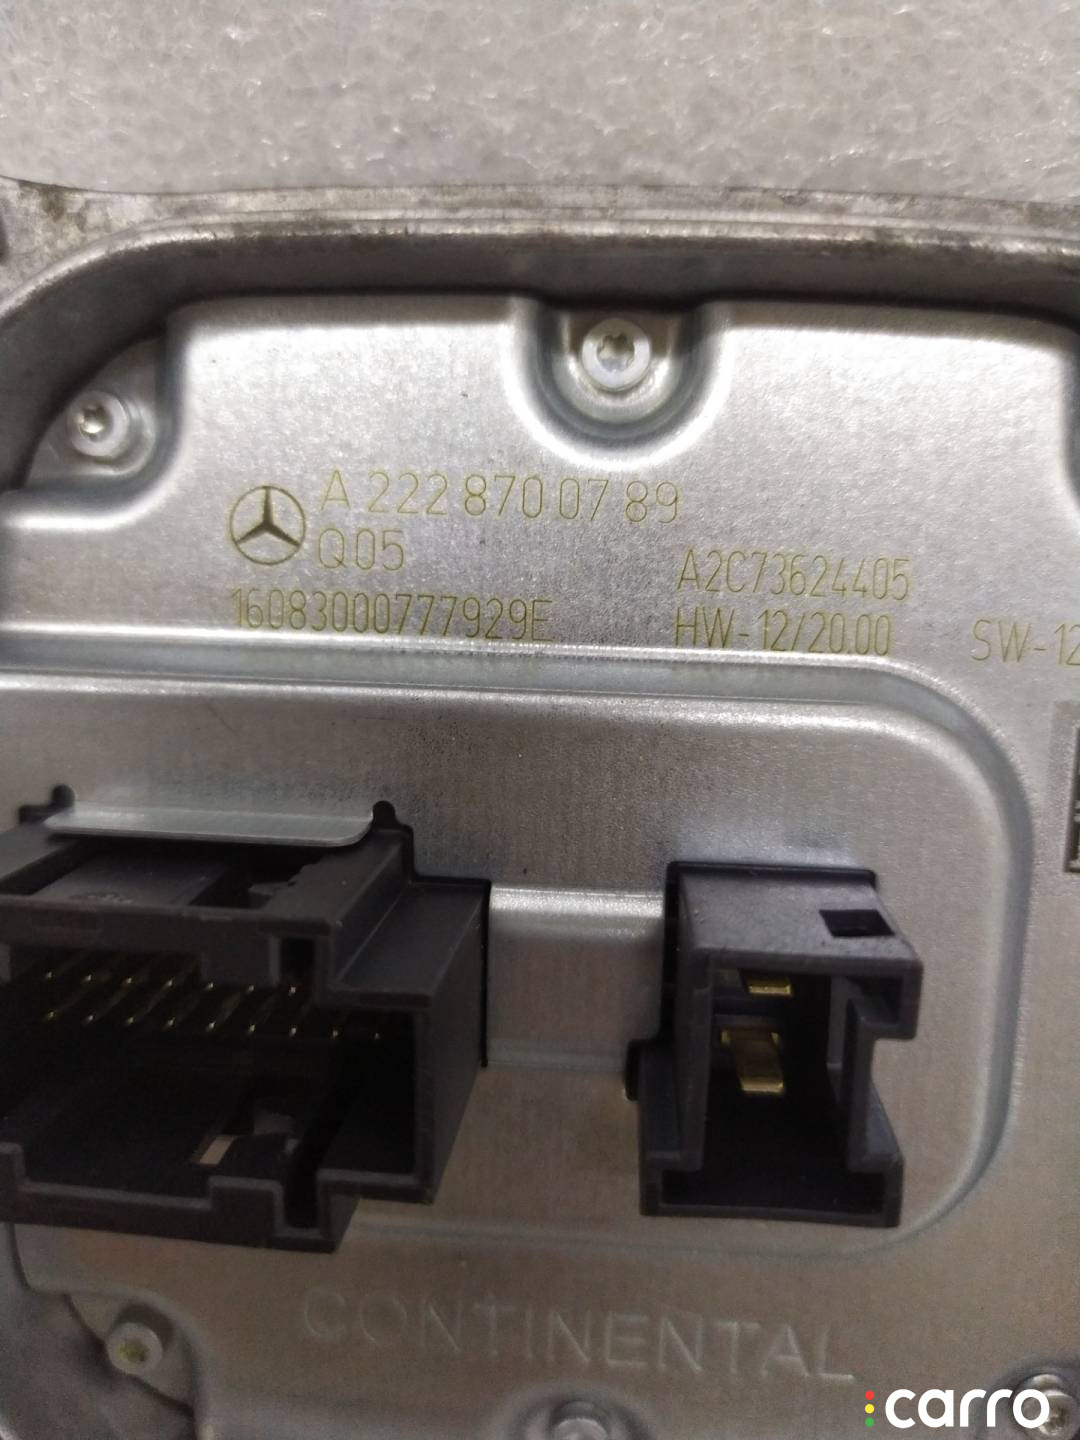 A 222 870 07 89
Q05
A2C73624405
16083000777929E
HW-12/20.00
SW-12
CONTINENTAL
carro